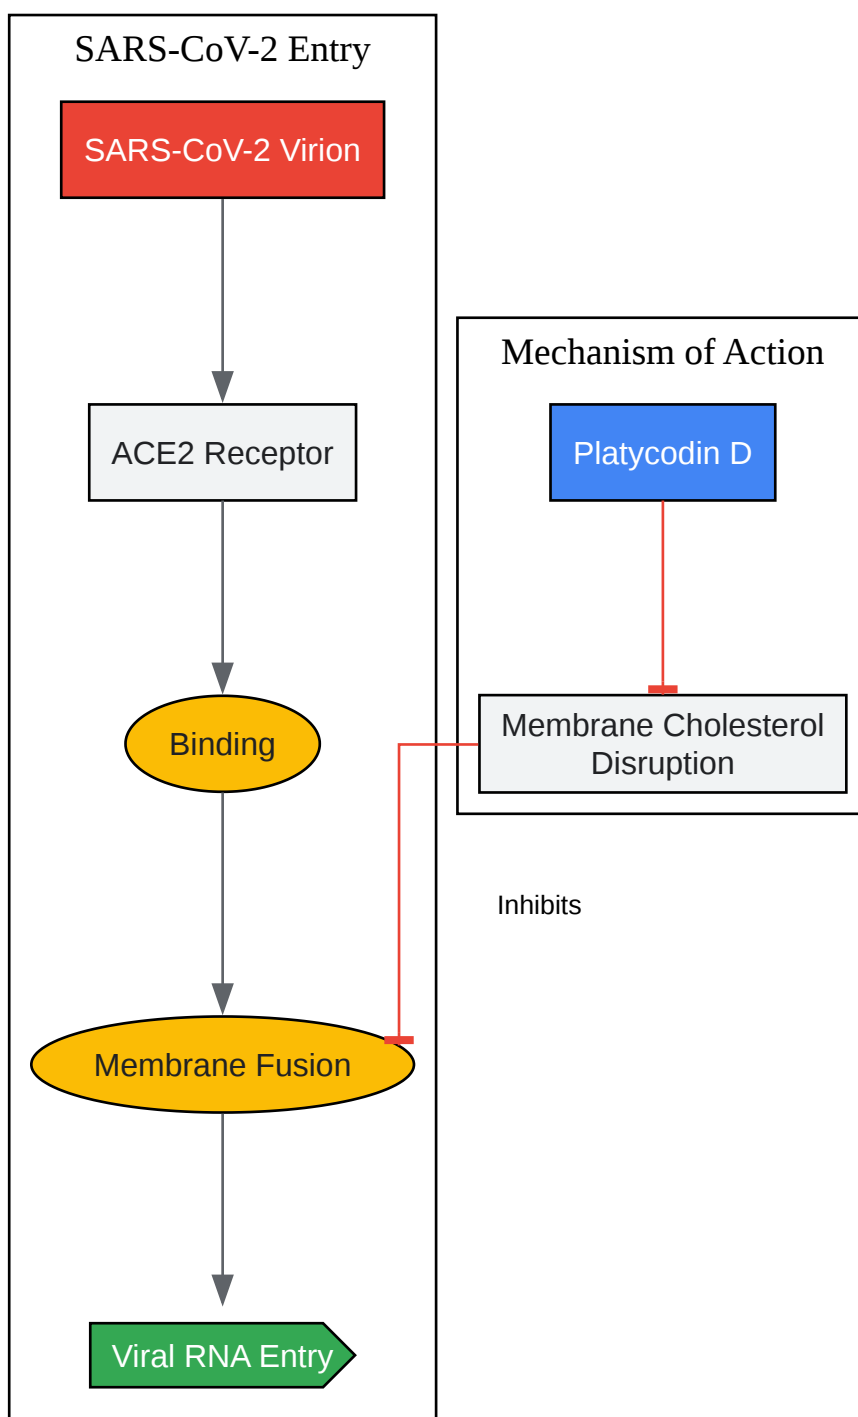 SARS-CoV-2 Entry
SARS-CoV-2 Virion
Mechanism of Action
ACE2 Receptor
Platycodin D
Binding
Membrane Cholesterol
Disruption
Inhibits
Membrane Fusion
Viral RNA Entry